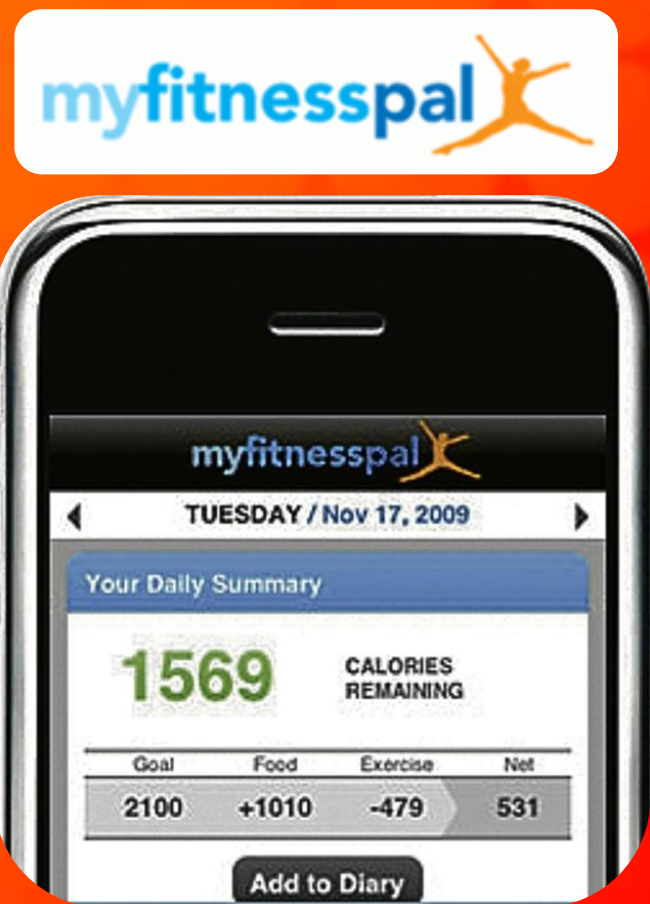 myfitnesspal
myfitnesspal
TUESDAY / Nov 17, 2009
Your Daily Summary
1569 CALORIES REMAINING
Goal Food Exercise Net
2100 +1010 -479 531
Add to Diary